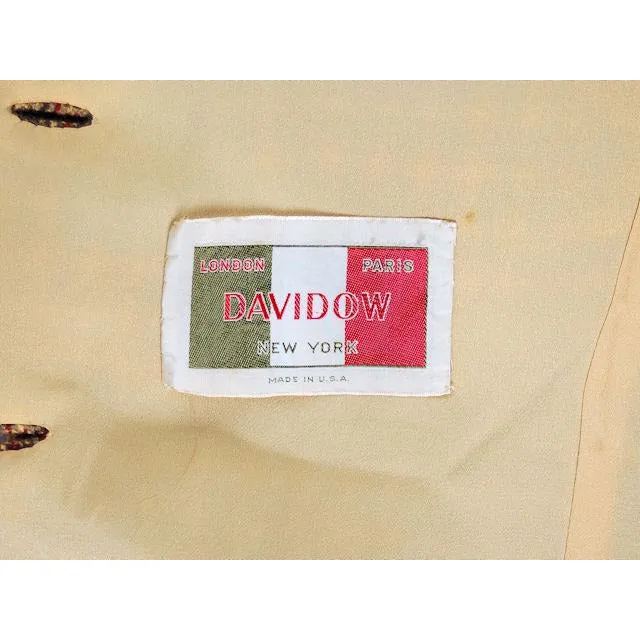 LONDON PARIS
DAVIDOW
NEW YORK
MADE IN U.S.A.